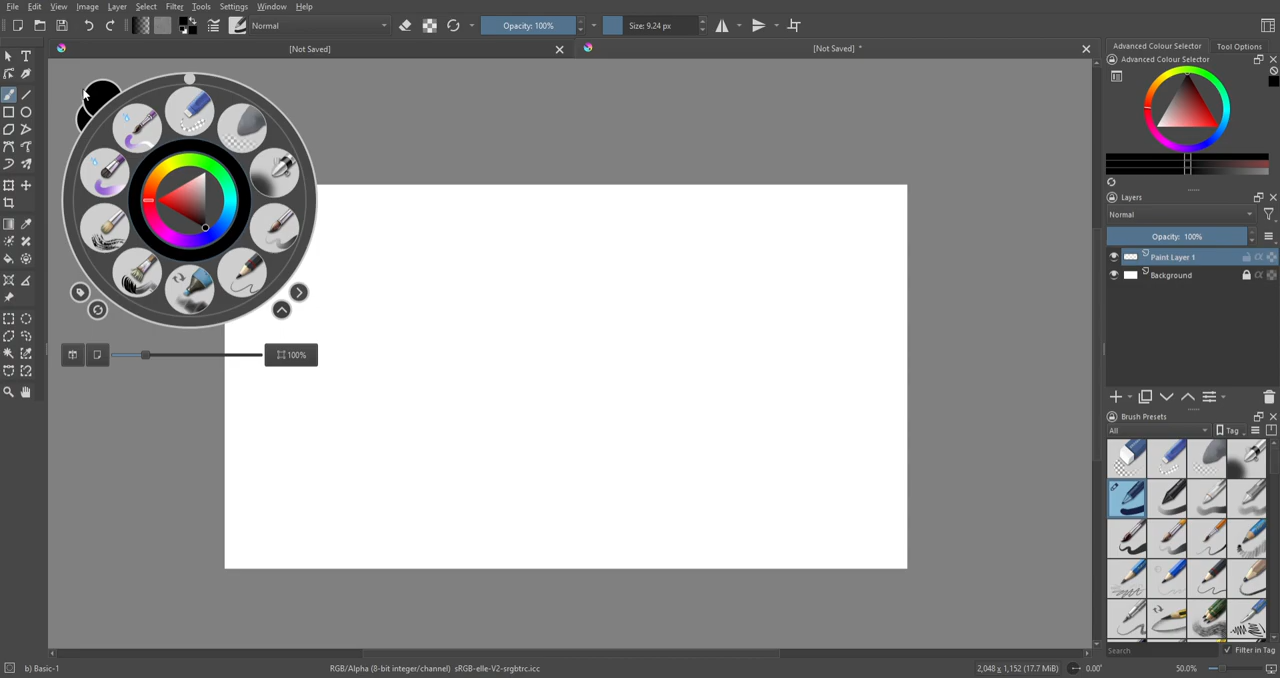 File Edit View Image Layer Select Filter Tools Settings Window Help
Normal Opacity: 100% Size: 9.24 px
[Not Saved] [Not Saved] *
Advanced Colour Selector Tool Options
Advanced Colour Selector
Layers
Normal
Opacity: 100%
Paint Layer 1
Background
100%
Brush Presets
All Tag
Search Filter in Tag
b) Basic-1 RGB/Alpha (8-bit integer/channel) sRGB-elle-V2-srgbtrc.icc 2,048 x 1,152 (17.7 MiB) 0.00° 50.0%